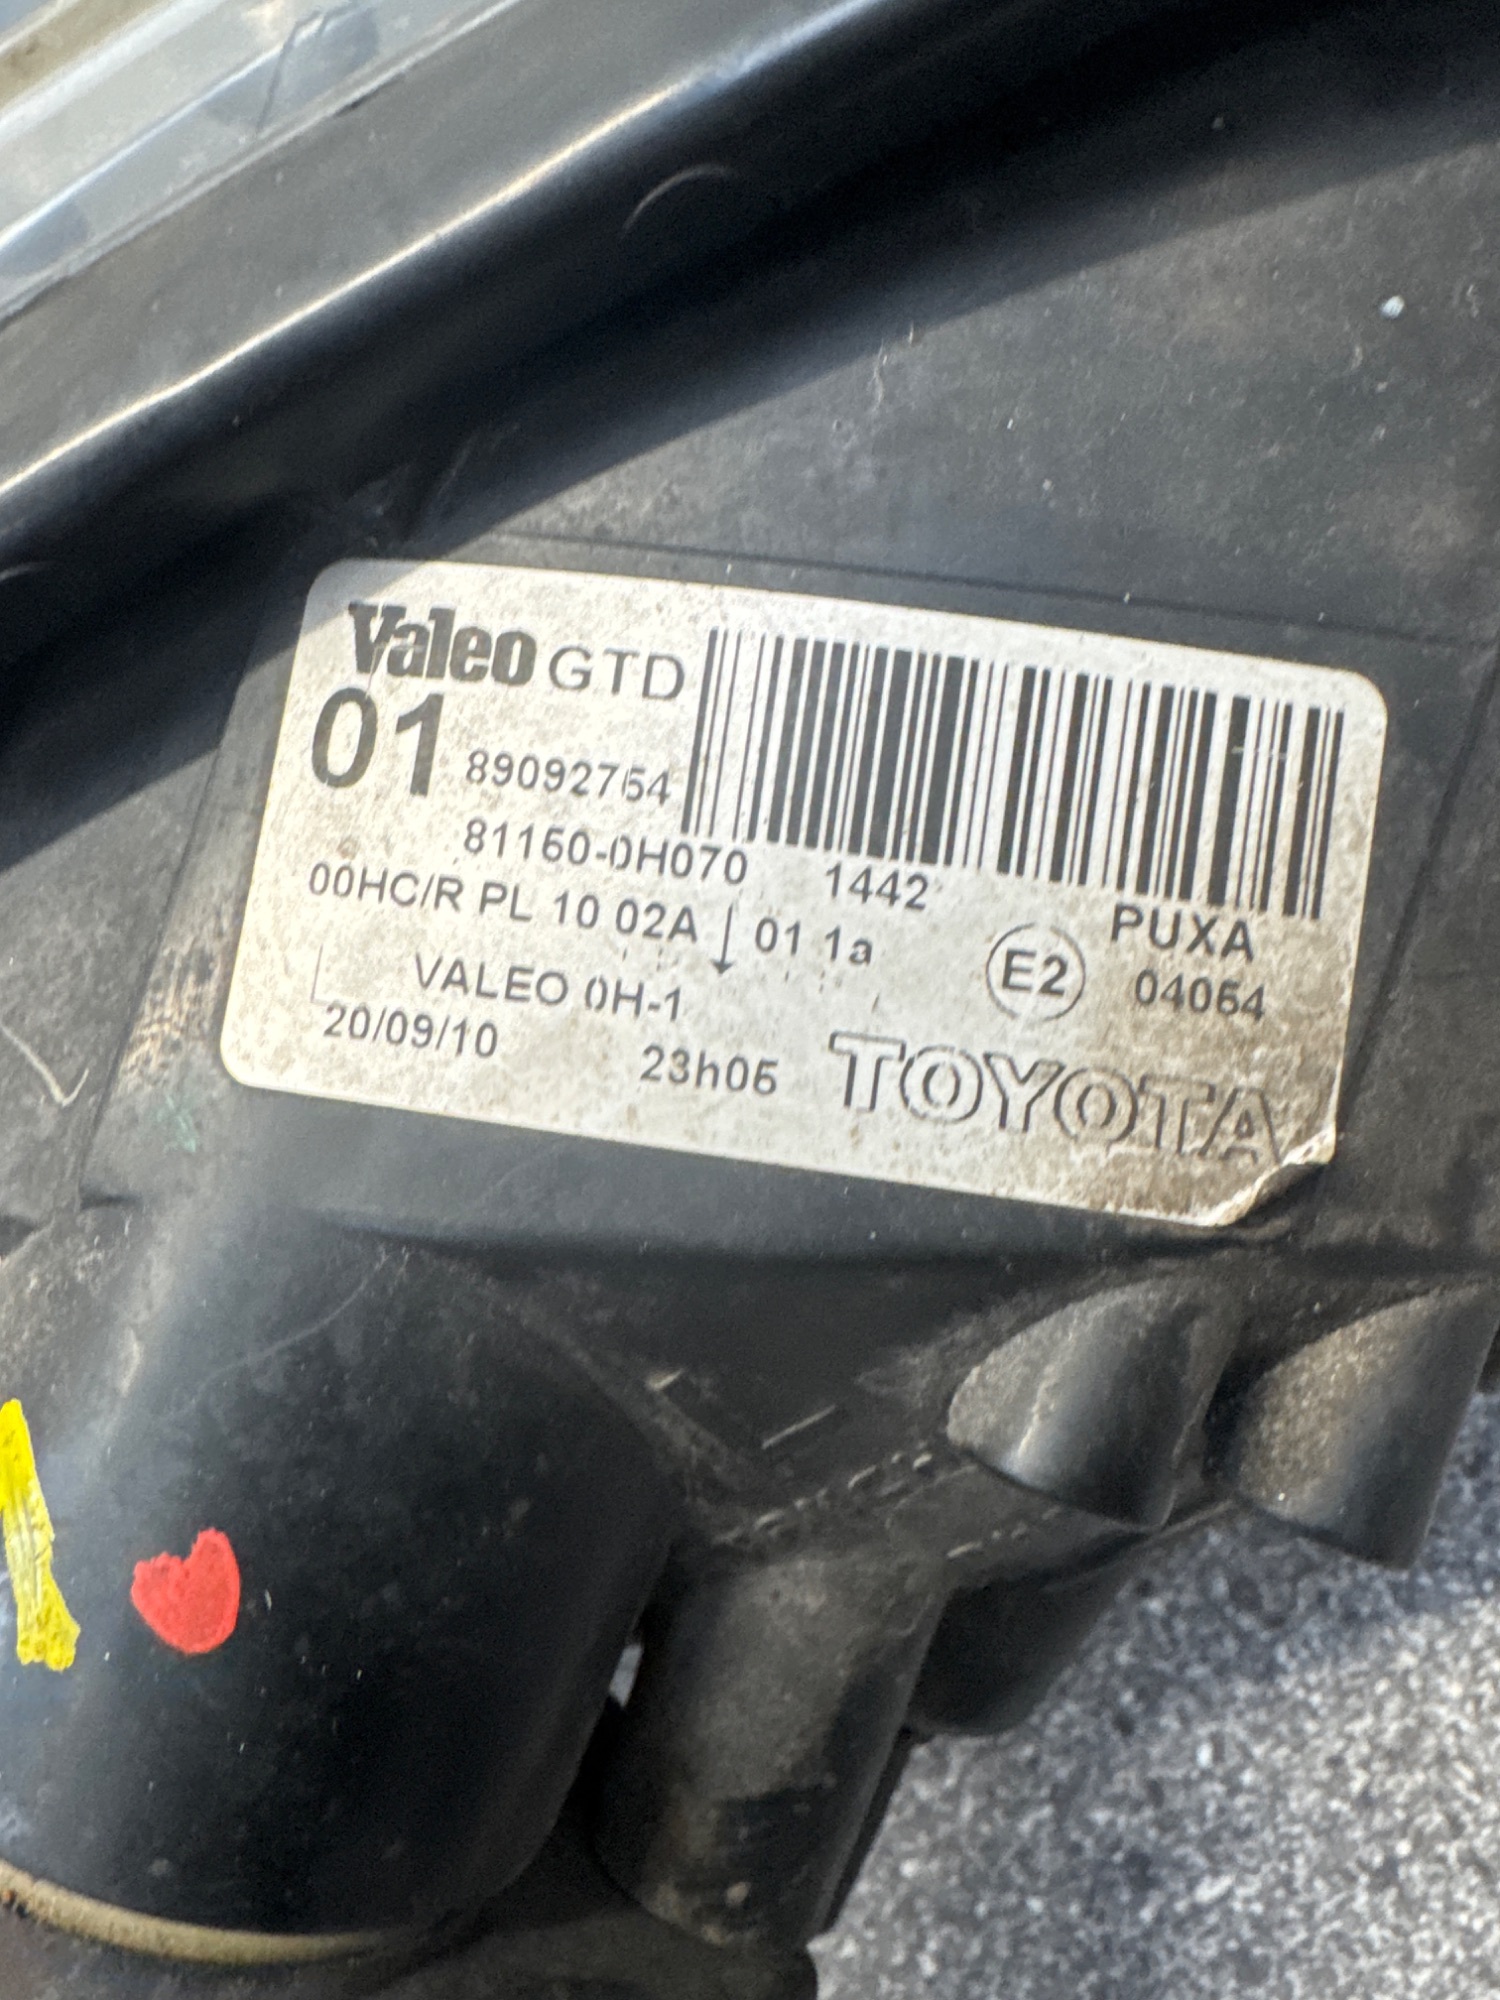 Valeo GTD
01 89092754
81150-0H070 1442 PUXA
00HC/R PL 10 02A 01 1a E2 04054
VALEO 0H-1
20/09/10 23h05 TOYOTA